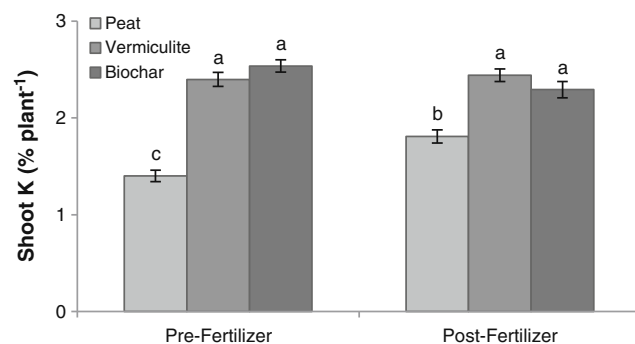 3
2
1
0
Shoot K (% plant-1)
Peat
Vermiculite
Biochar
c
a
a
b
a
a
Pre-Fertilizer
Post-Fertilizer